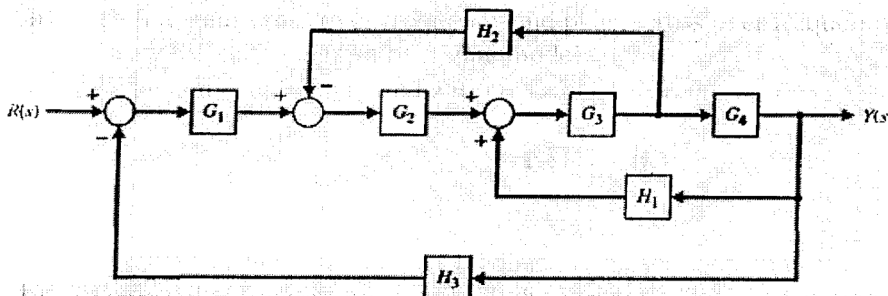 H2
R(s) + G1 + − G2 + G3 G4 Y(s
− +
H1
H3